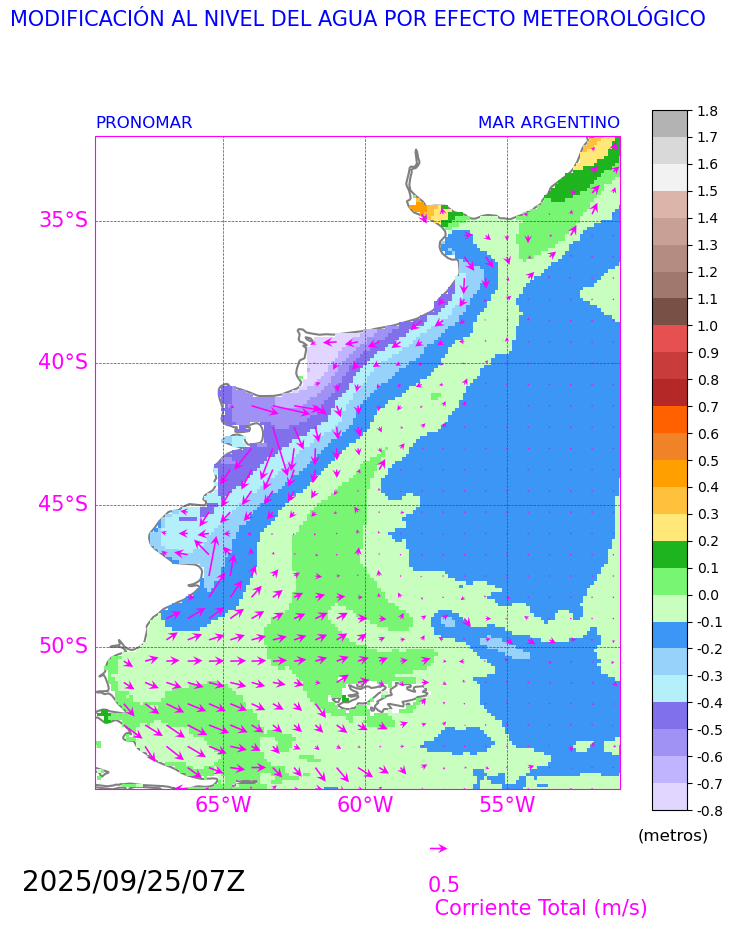 MODIFICACIÓN AL NIVEL DEL AGUA POR EFECTO METEOROLÓGICO
PRONOMAR MAR ARGENTINO
1.8
1.7
1.6
1.5
1.4
1.3
1.2
1.1
1.0
0.9
0.8
0.7
0.6
0.5
0.4
0.3
0.2
0.1
0.0
-0.1
-0.2
-0.3
-0.4
-0.5
-0.6
-0.7
-0.8
(metros)
35°S
40°S
45°S
50°S
65°W 60°W 55°W
2025/09/25/07Z
0.5
Corriente Total (m/s)